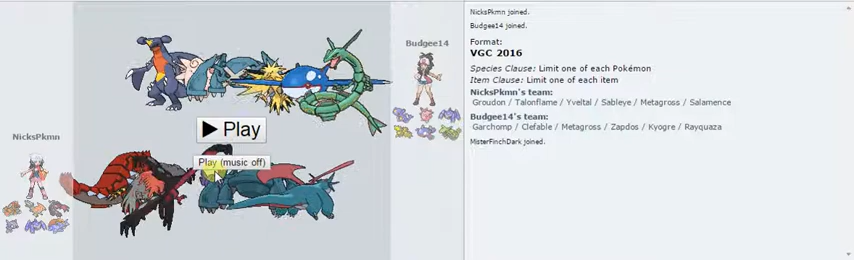 NicksPkmn joined.
Budgee14 joined.
Format:
VGC 2016
Species Clause: Limit one of each Pokémon
Item Clause: Limit one of each item
NicksPkmn's team:
Groudon / Talonflame / Yveltal / Sableye / Metagross / Salamence
Budgee14's team:
Garchomp / Clefable / Metagross / Zapdos / Kyogre / Rayquaza
MisterFinchDark joined.
Budgee14
NicksPkmn
Play
Play (music off)